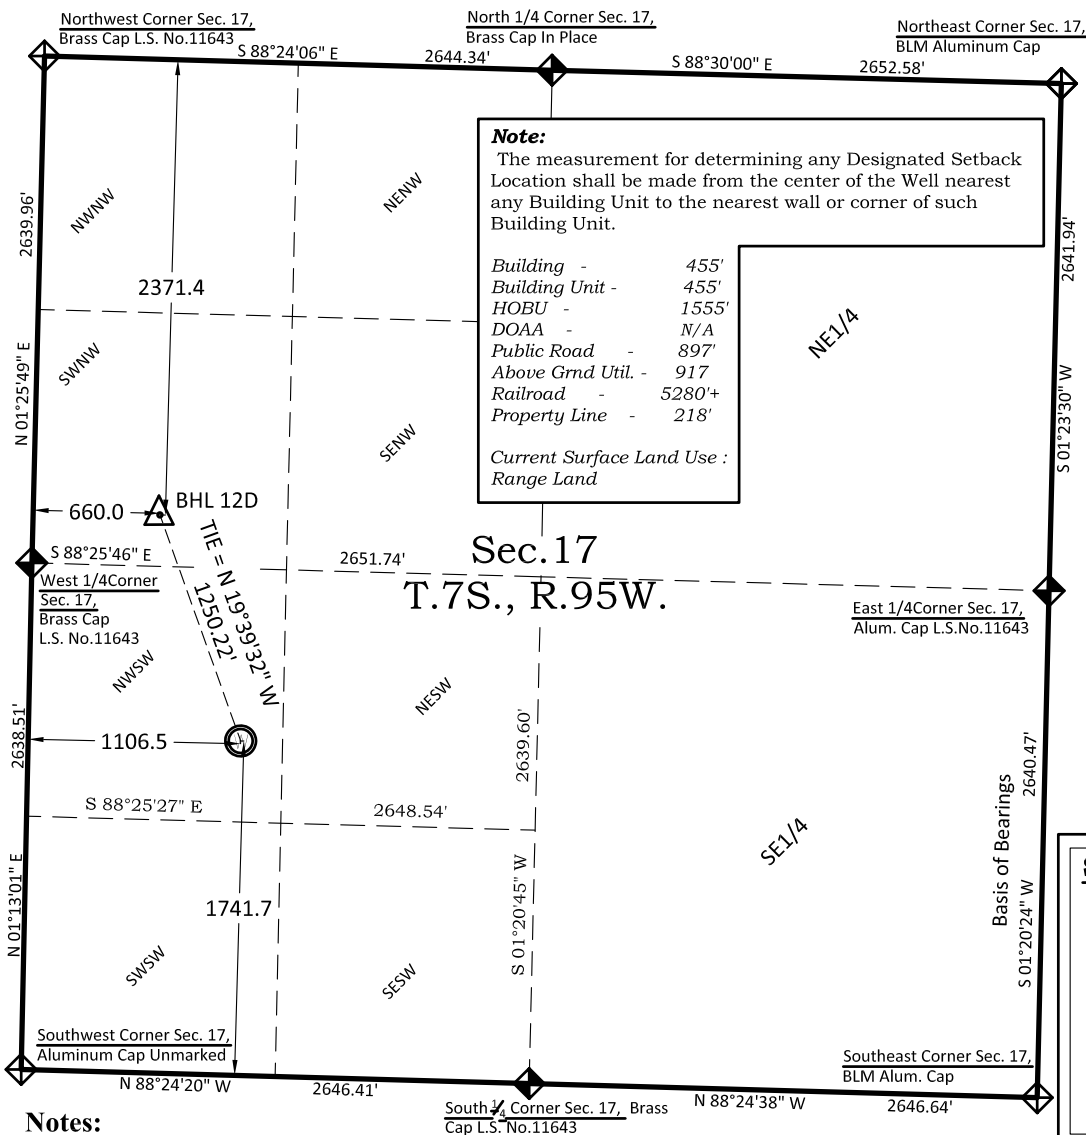 Northwest Corner Sec. 17,
Brass Cap L.S. No.11643
North 1/4 Corner Sec. 17,
Brass Cap In Place
Northeast Corner Sec. 17,
BLM Aluminum Cap
S 88°24'06" E
2644.34'
S 88°30'00" E
2652.58'
Note:
The measurement for determining any Designated Setback
Location shall be made from the center of the Well nearest
any Building Unit to the nearest wall or corner of such
Building Unit.
Building - 455'
Building Unit - 455'
HOBU - 1555'
DOAA - N/A
Public Road - 897'
Above Grnd Util. - 917
Railroad - 5280'+
Property Line - 218'
Current Surface Land Use :
Range Land
NWNW
NENW
2639.96'
2641.94'
2371.4
NE1/4
SWNW
N 01°25'49" E
S 01°23'30" W
SENW
660.0
BHL 12D
TIE = N 19°39'32" W
1250.22'
S 88°25'46" E
2651.74'
Sec.17
T.7S., R.95W.
West 1/4Corner
Sec. 17,
Brass Cap
L.S. No.11643
East 1/4Corner Sec. 17,
Alum. Cap L.S.No.11643
NWSW
NESW
2638.51'
1106.5
2639.60'
2640.47'
S 88°25'27" E
2648.54'
SE1/4
Basis of Bearings
N 01°13'01" E
1741.7
S 01°20'45" W
S 01°20'24" W
SWSW
SESW
Southwest Corner Sec. 17,
Aluminum Cap Unmarked
Southeast Corner Sec. 17,
BLM Alum. Cap
N 88°24'20" W
2646.41'
N 88°24'38" W
2646.64'
South 1/4 Corner Sec. 17, Brass
Cap L.S. No.11643
Notes: